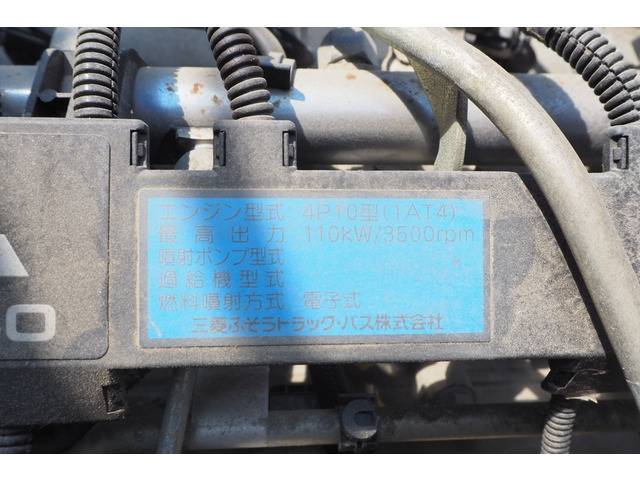 エンジン型式 4P10型(1AT4)
最高出力 110kW/3500rpm
噴射ポンプ型式
過給機型式
燃料噴射方式 電子式
三菱ふそうトラック・バス株式会社
A
O